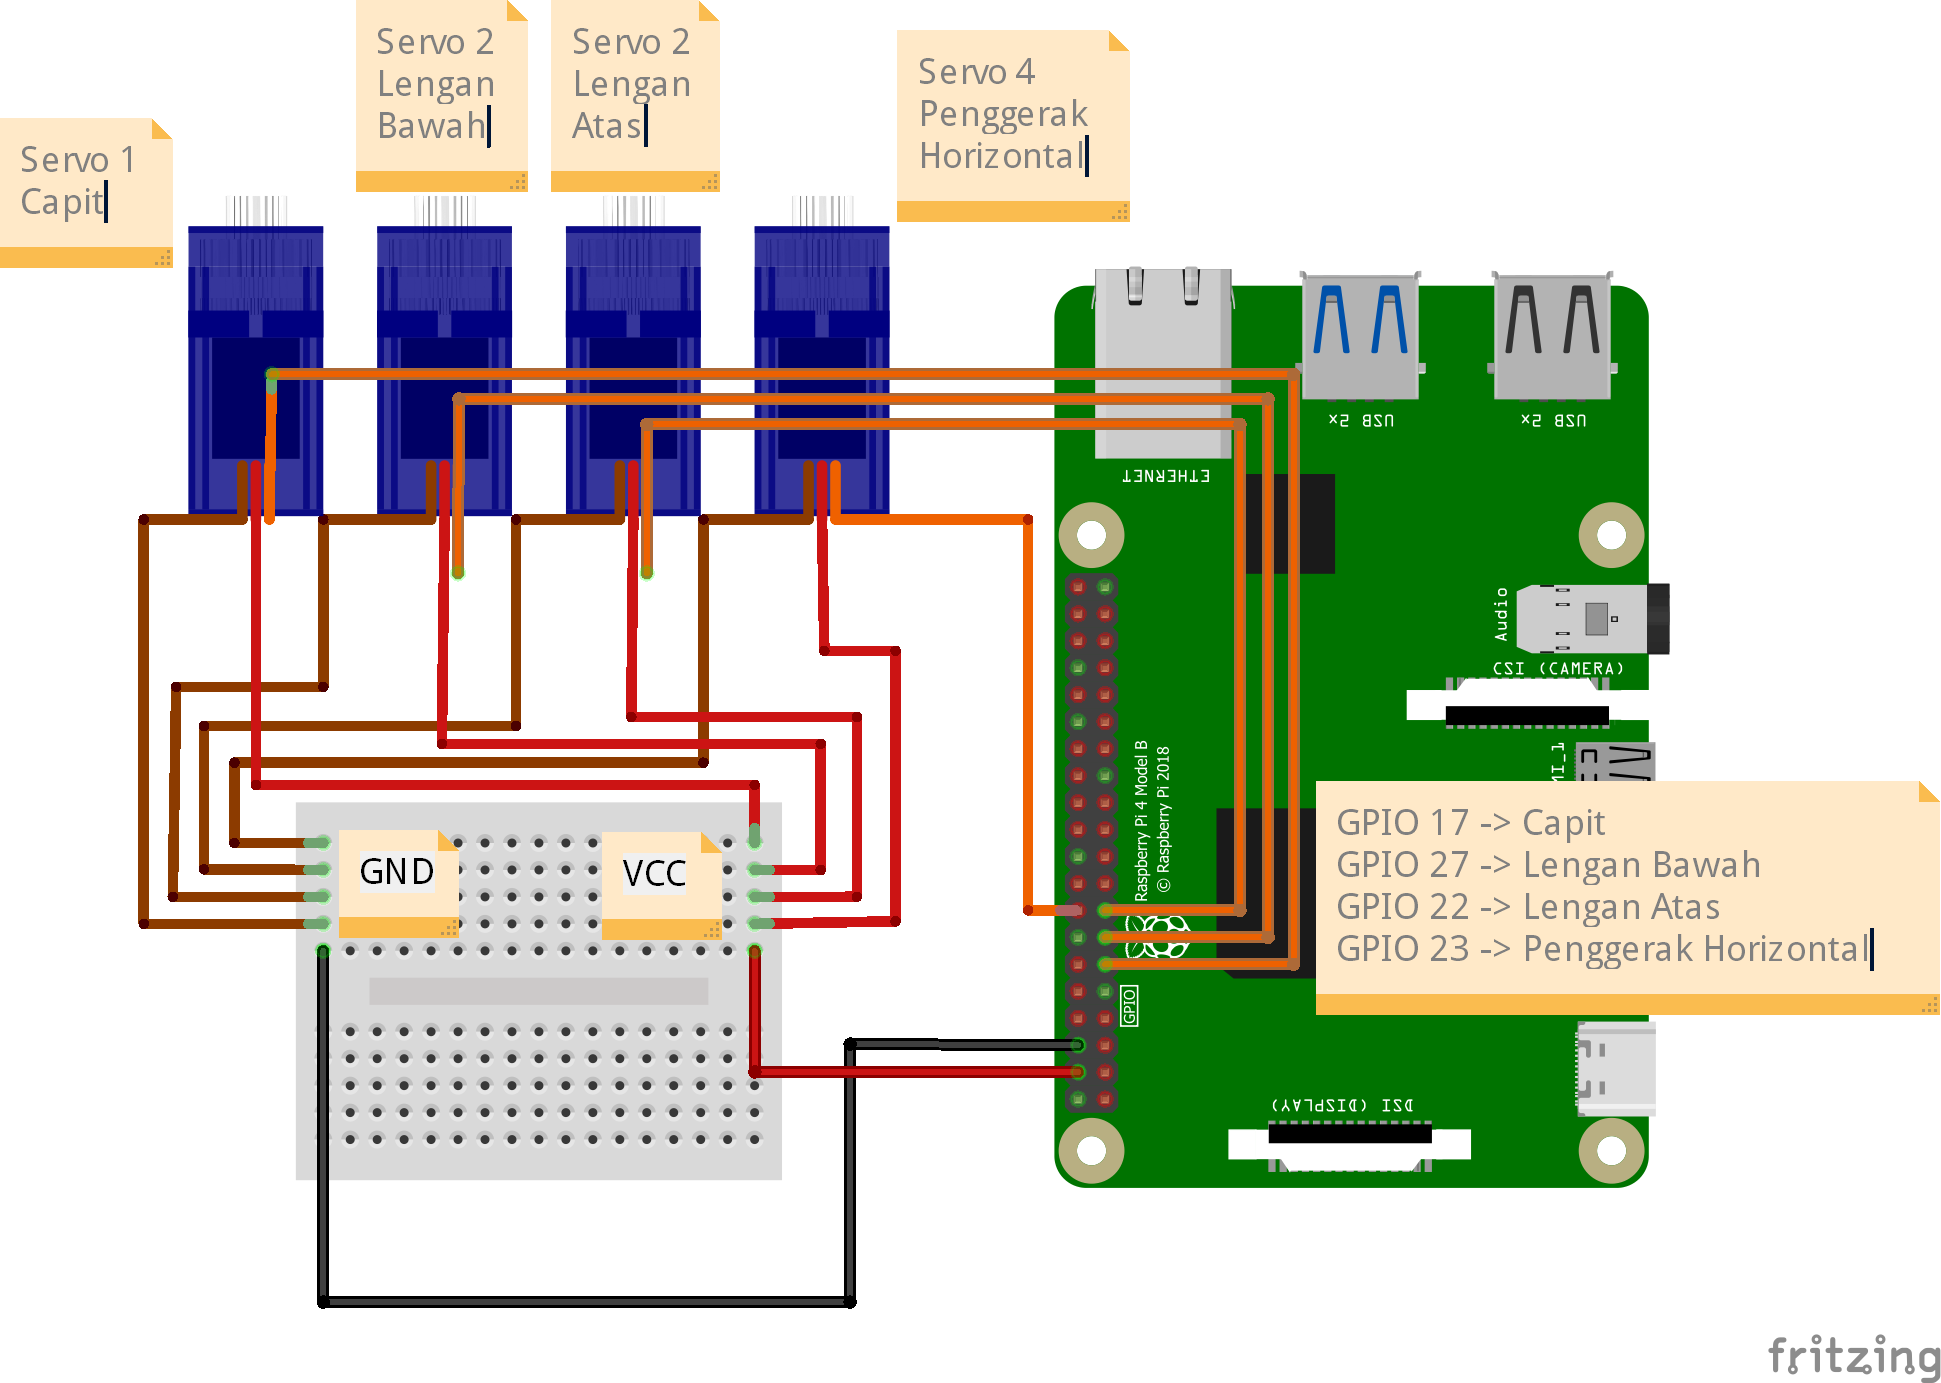 Servo 1
Capit
Servo 2
Lengan
Bawah
Servo 2
Lengan
Atas
Servo 4
Penggerak
Horizontal
USB 2x
USB 2x
ETHERNET
Audio
CSI (CAMERA)
MI_1
Raspberry Pi 4 Model B
© Raspberry Pi 2018
GPIO
GND
VCC
GPIO 17 -> Capit
GPIO 27 -> Lengan Bawah
GPIO 22 -> Lengan Atas
GPIO 23 -> Penggerak Horizontal
DSI (DISPLAY)
fritzing